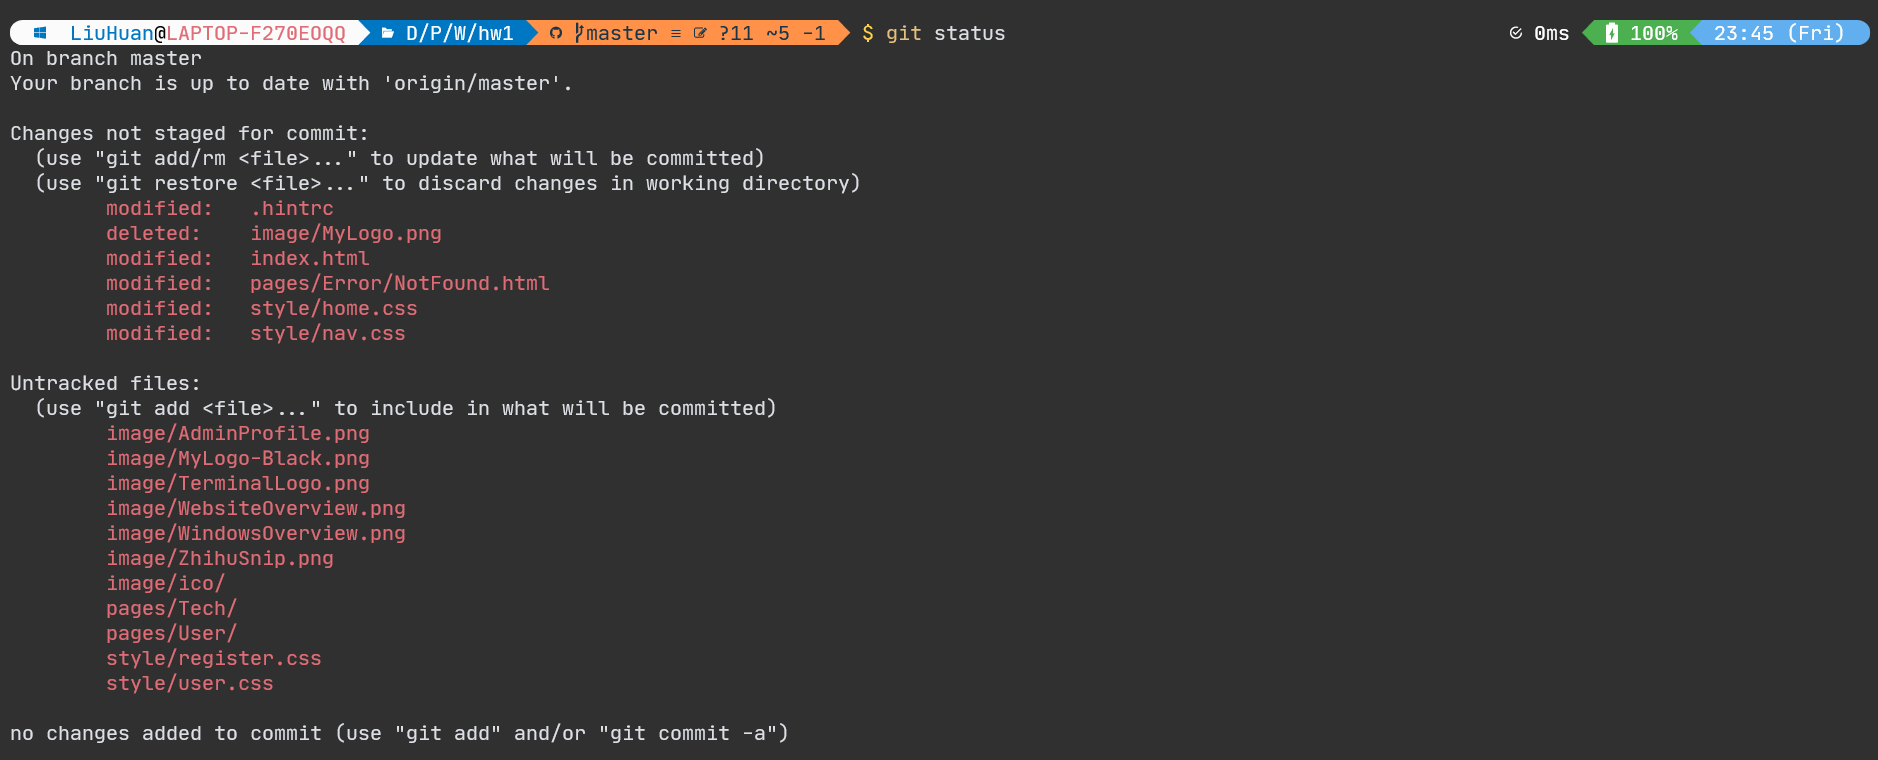 LiuHuan@LAPTOP-F270EOQQ D/P/W/hw1 master ≡ ?11 ~5 -1 $ git status 0ms 100% 23:45 (Fri)
On branch master
Your branch is up to date with 'origin/master'.
Changes not staged for commit:
  (use "git add/rm <file>..." to update what will be committed)
  (use "git restore <file>..." to discard changes in working directory)
        modified:   .hintrc
        deleted:    image/MyLogo.png
        modified:   index.html
        modified:   pages/Error/NotFound.html
        modified:   style/home.css
        modified:   style/nav.css
Untracked files:
  (use "git add <file>..." to include in what will be committed)
        image/AdminProfile.png
        image/MyLogo-Black.png
        image/TerminalLogo.png
        image/WebsiteOverview.png
        image/WindowsOverview.png
        image/ZhihuSnip.png
        image/ico/
        pages/Tech/
        pages/User/
        style/register.css
        style/user.css
no changes added to commit (use "git add" and/or "git commit -a")